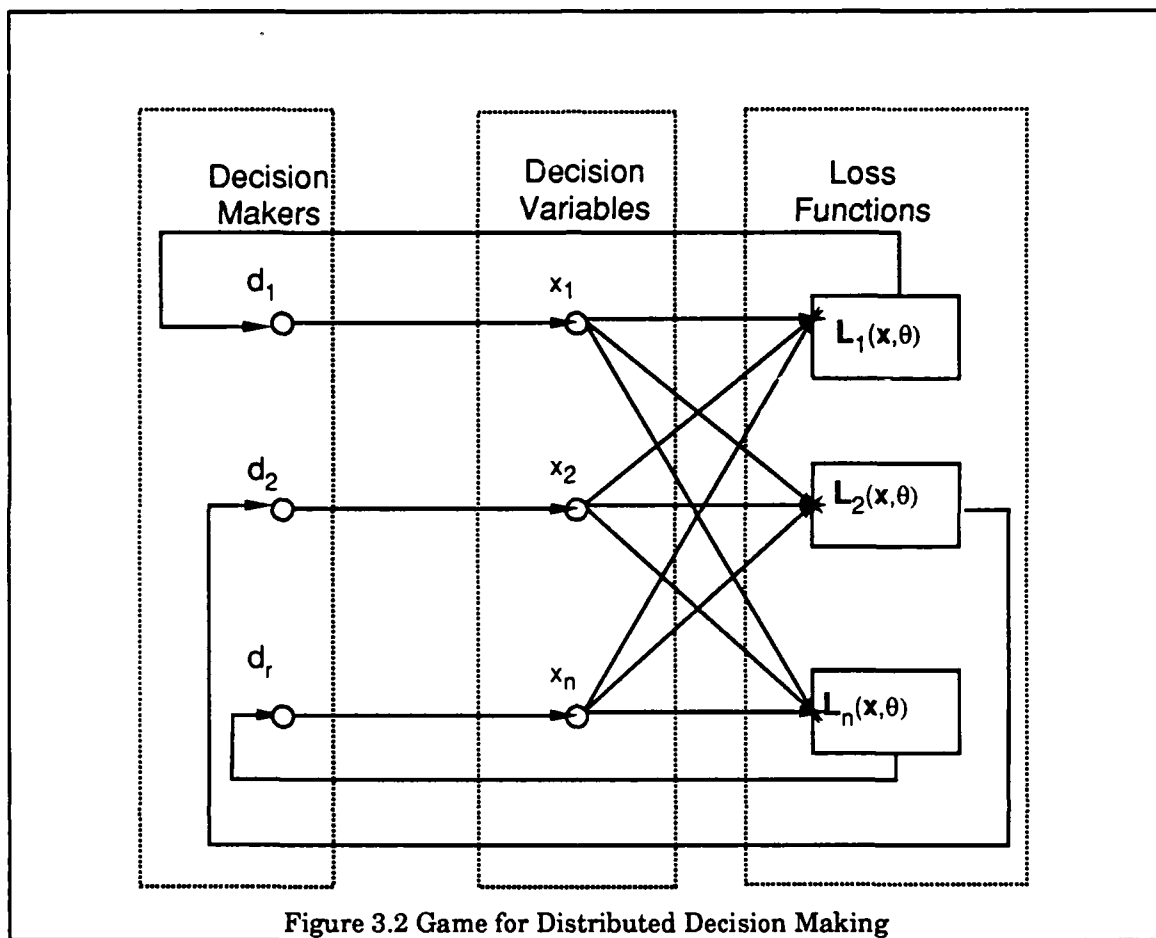 Decision Makers
Decision Variables
Loss Functions
d₁
x₁
L₁(x,θ)
d₂
x₂
L₂(x,θ)
dᵣ
xₙ
Lₙ(x,θ)
Figure 3.2 Game for Distributed Decision Making